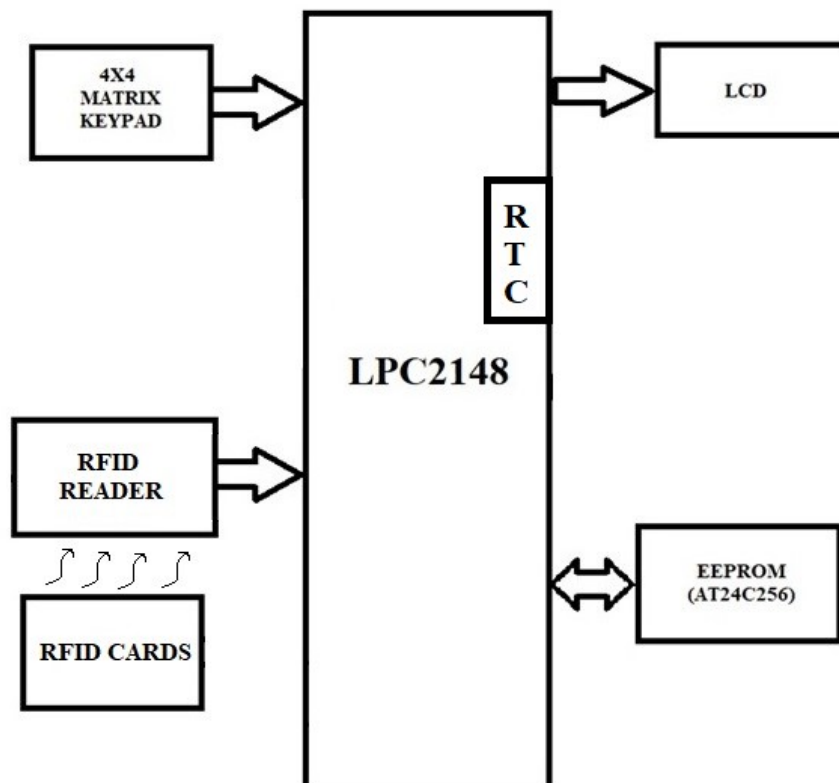 4X4
MATRIX
KEYPAD
LCD
R
T
C
LPC2148
RFID
READER
EEPROM
(AT24C256)
RFID CARDS